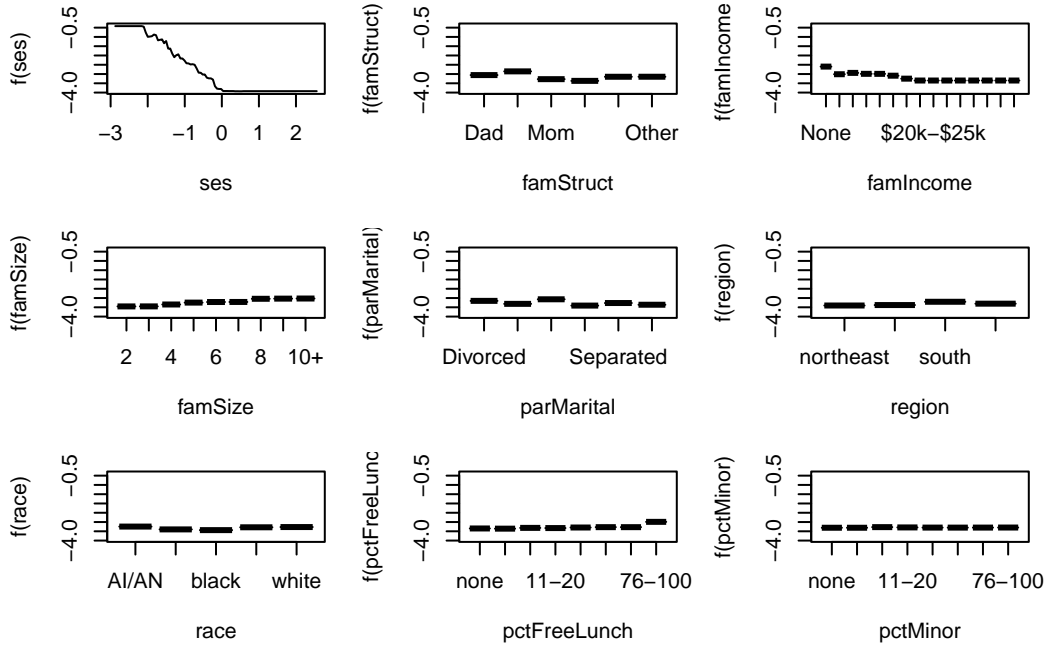 f(ses)
−4.0 −0.5
−3 −1 0 1 2
ses
f(famStruct)
−4.0 −0.5
Dad Mom Other
famStruct
f(famIncome
−4.0 −0.5
None $20k−$25k
famIncome
f(famSize)
−4.0 −0.5
2 4 6 8 10+
famSize
f(parMarital)
−4.0 −0.5
Divorced Separated
parMarital
f(region)
−4.0 −0.5
northeast south
region
f(race)
−4.0 −0.5
AI/AN black white
race
f(pctFreeLunc
−4.0 −0.5
none 11−20 76−100
pctFreeLunch
f(pctMinor)
−4.0 −0.5
none 11−20 76−100
pctMinor